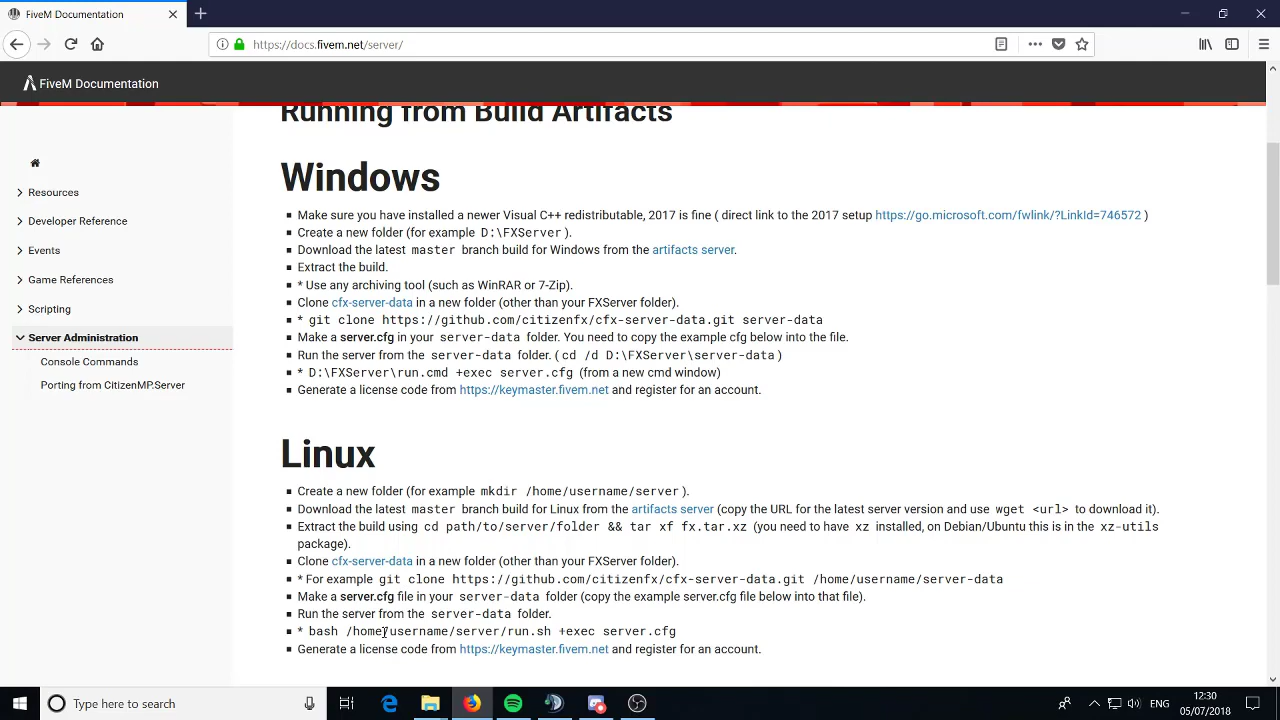 FiveM Documentation
https://docs.fivem.net/server/
FiveM Documentation
Running from Build Artifacts
Resources
Developer Reference
Events
Game References
Scripting
Server Administration
Console Commands
Porting from CitizenMP.Server
Windows
Make sure you have installed a newer Visual C++ redistributable, 2017 is fine ( direct link to the 2017 setup https://go.microsoft.com/fwlink/?LinkId=746572 )
Create a new folder (for example D:\FXServer ).
Download the latest master branch build for Windows from the artifacts server.
Extract the build.
* Use any archiving tool (such as WinRAR or 7-Zip).
Clone cfx-server-data in a new folder (other than your FXServer folder).
* git clone https://github.com/citizenfx/cfx-server-data.git server-data
Make a server.cfg in your server-data folder. You need to copy the example cfg below into the file.
Run the server from the server-data folder. ( cd /d D:\FXServer\server-data )
* D:\FXServer\run.cmd +exec server.cfg (from a new cmd window)
Generate a license code from https://keymaster.fivem.net and register for an account.
Linux
Create a new folder (for example mkdir /home/username/server ).
Download the latest master branch build for Linux from the artifacts server (copy the URL for the latest server version and use wget <url> to download it).
Extract the build using cd path/to/server/folder && tar xf fx.tar.xz (you need to have xz installed, on Debian/Ubuntu this is in the xz-utils
package).
Clone cfx-server-data in a new folder (other than your FXServer folder).
* For example git clone https://github.com/citizenfx/cfx-server-data.git /home/username/server-data
Make a server.cfg file in your server-data folder (copy the example server.cfg file below into that file).
Run the server from the server-data folder.
* bash /home/username/server/run.sh +exec server.cfg
Generate a license code from https://keymaster.fivem.net and register for an account.
Type here to search
ENG
12:30
05/07/2018